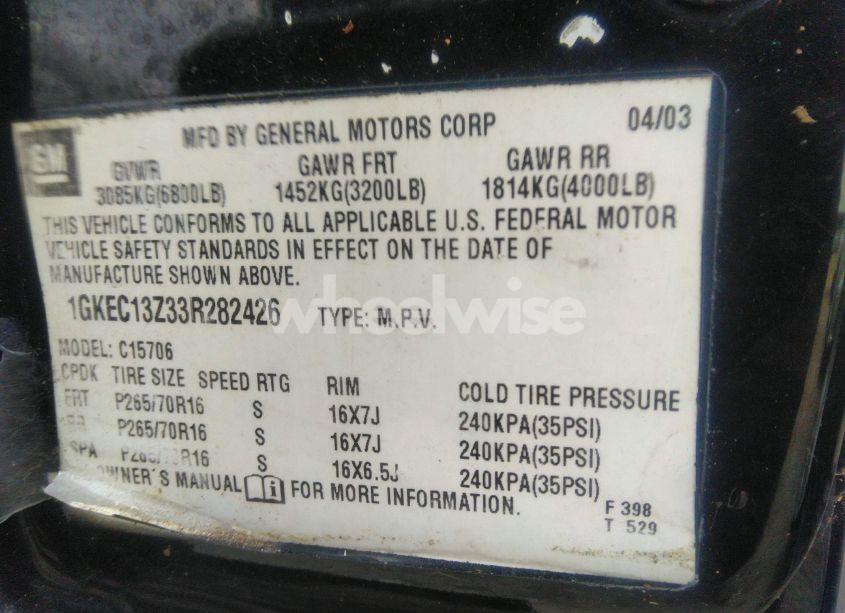 GM
MFD BY GENERAL MOTORS CORP 04/03
GVWR GAWR FRT GAWR RR
3085KG(6800LB) 1452KG(3200LB) 1814KG(4000LB)
THIS VEHICLE CONFORMS TO ALL APPLICABLE U.S. FEDERAL MOTOR
VEHICLE SAFETY STANDARDS IN EFFECT ON THE DATE OF
MANUFACTURE SHOWN ABOVE.
1GKEC13Z33R282426 TYPE: M.P.V.
wheelwise
MODEL: C15706
CPDK TIRE SIZE SPEED RTG RIM COLD TIRE PRESSURE
FRT P265/70R16 S 16X7J 240KPA(35PSI)
P265/70R16 S 16X7J 240KPA(35PSI)
SPA P265/70R16 S 16X6.5J 240KPA(35PSI)
OWNER'S MANUAL i FOR MORE INFORMATION.
F 398
T 529